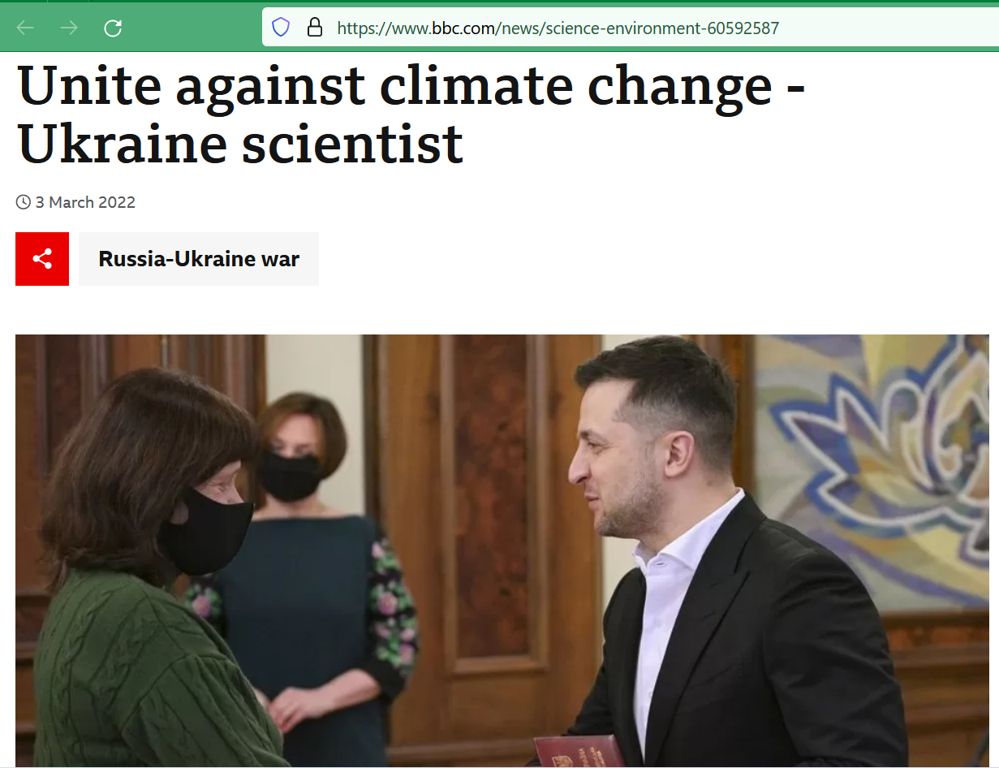 https://www.bbc.com/news/science-environment-60592587
Unite against climate change -
Ukraine scientist
3 March 2022
Russia-Ukraine war